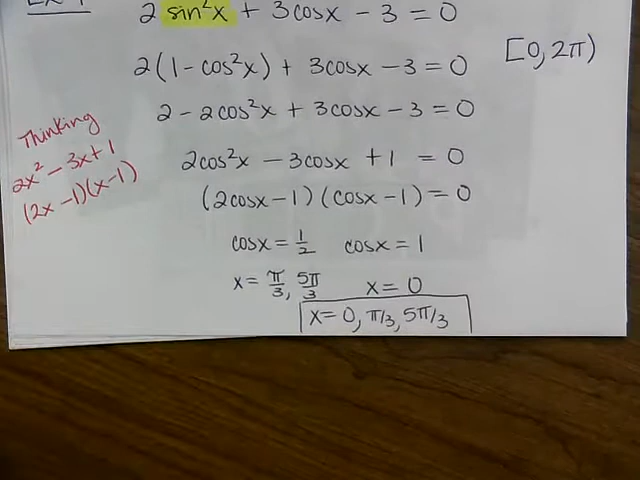 2 sin²x + 3cosx − 3 = 0
[0, 2π)
2(1 − cos²x) + 3cosx − 3 = 0
2 − 2cos²x + 3cosx − 3 = 0
Thinking
2x² − 3x + 1
(2x − 1)(x − 1)
2cos²x − 3cosx + 1 = 0
(2cosx − 1)(cosx − 1) = 0
cosx = 1/2 cosx = 1
x = π/3, 5π/3 x = 0
x = 0, π/3, 5π/3